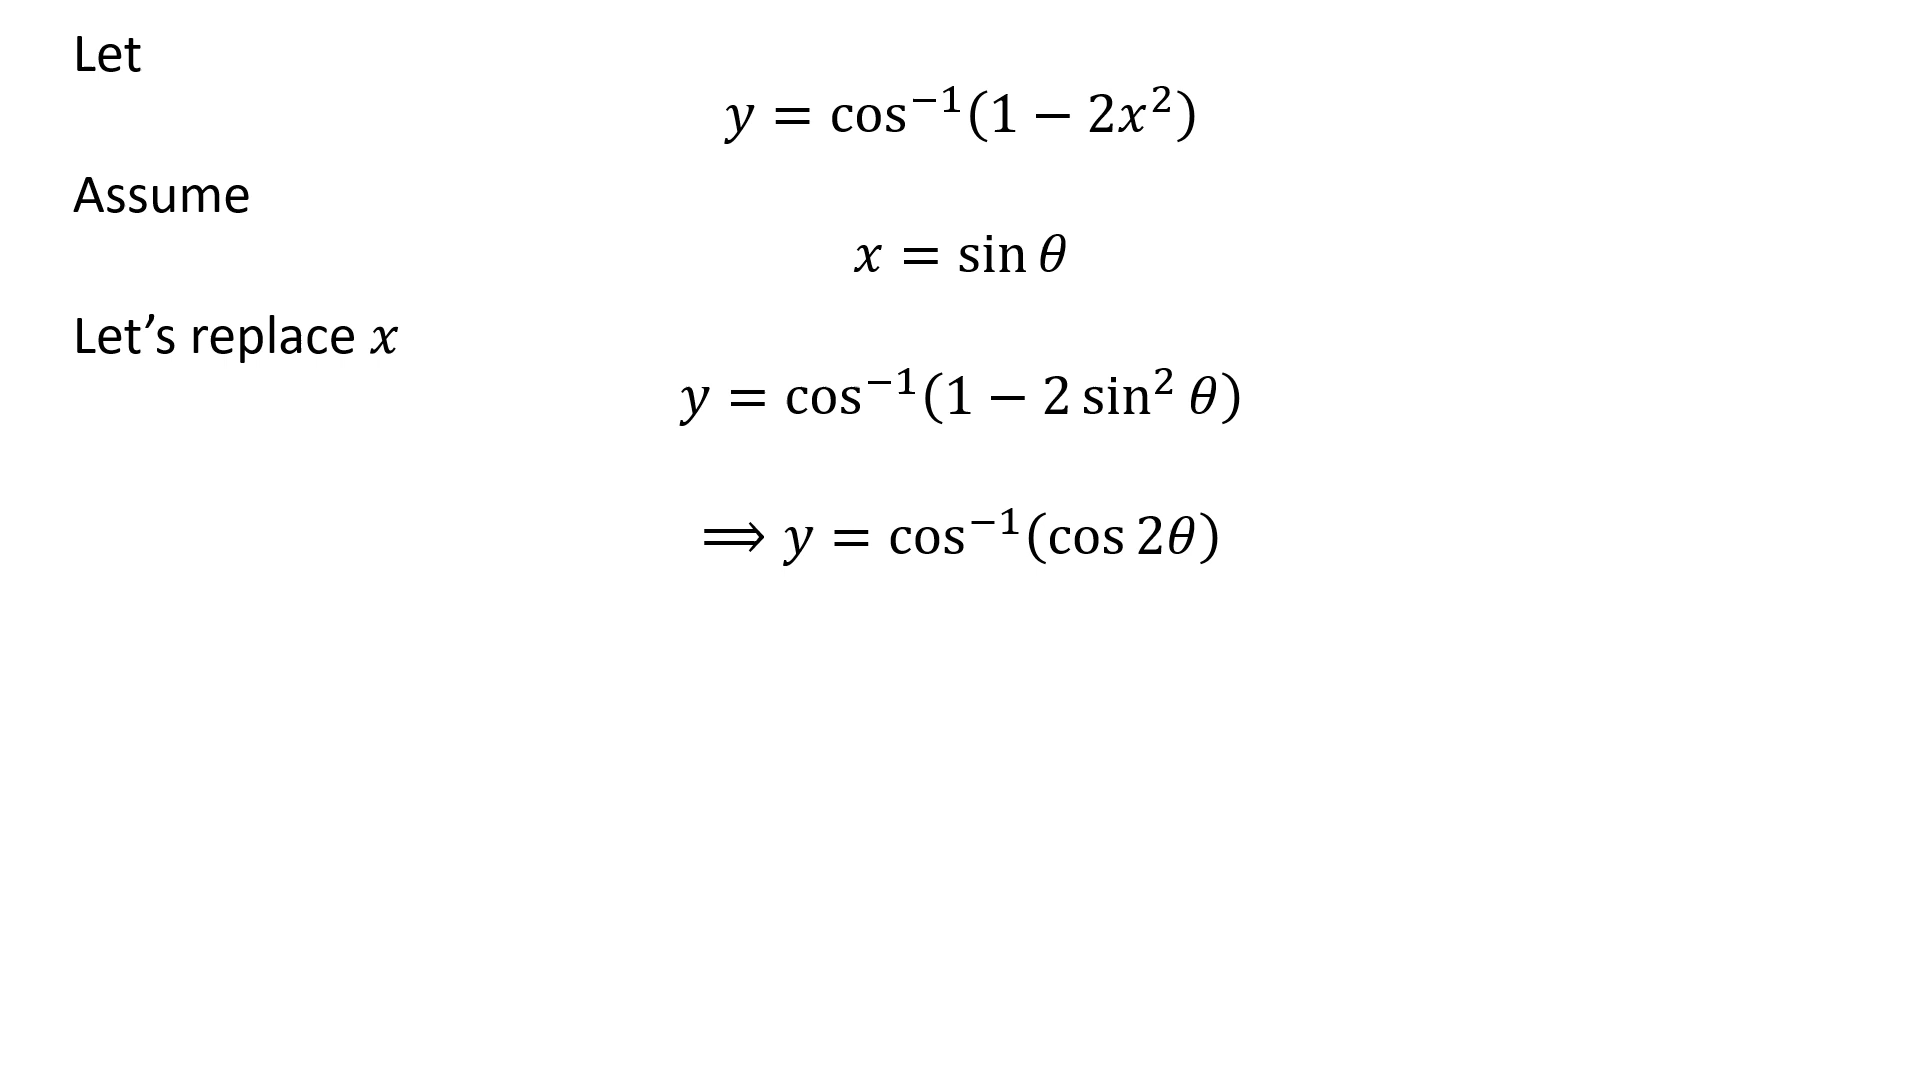 Let
y = cos⁻¹(1 − 2x²)
Assume
x = sin θ
Let’s replace x
y = cos⁻¹(1 − 2 sin² θ)
⟹ y = cos⁻¹(cos 2θ)